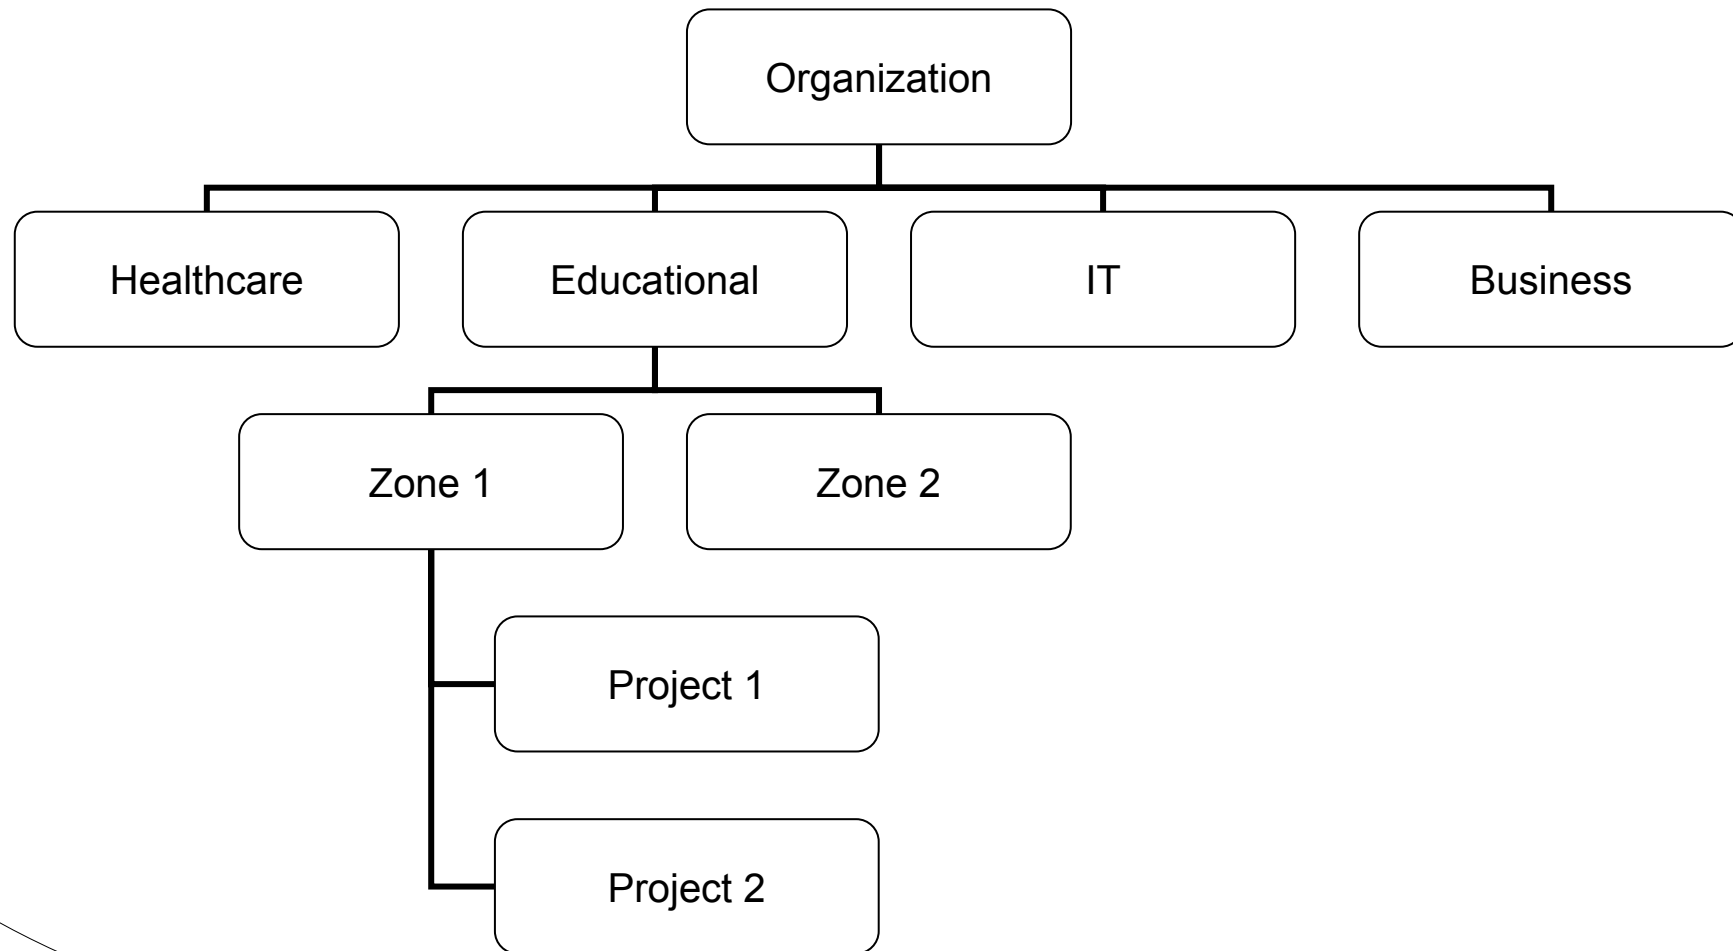 Organization
Healthcare
Educational
IT
Business
Zone 1
Zone 2
Project 1
Project 2